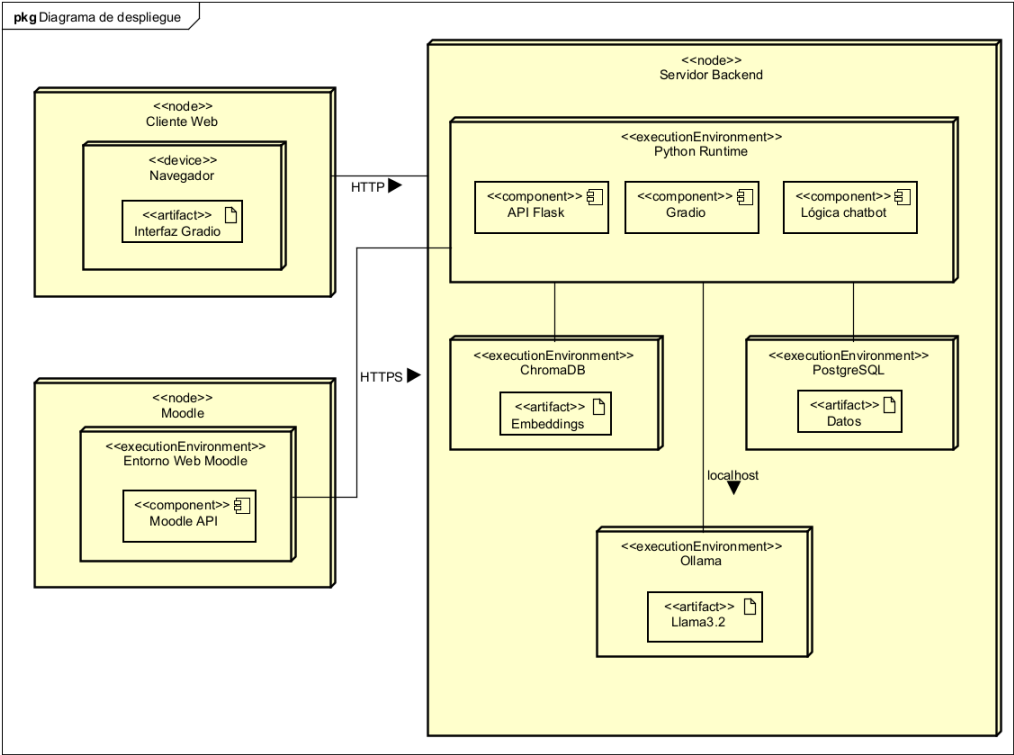 pkg Diagrama de despliegue
<<node>>
Cliente Web
<<device>>
Navegador
<<artifact>>
Interfaz Gradio
HTTP
<<node>>
Servidor Backend
<<executionEnvironment>>
Python Runtime
<<component>>
API Flask
<<component>>
Gradio
<<component>>
Lógica chatbot
<<node>>
Moodle
<<executionEnvironment>>
Entorno Web Moodle
<<component>>
Moodle API
HTTPS
<<executionEnvironment>>
ChromaDB
<<artifact>>
Embeddings
<<executionEnvironment>>
PostgreSQL
<<artifact>>
Datos
localhost
<<executionEnvironment>>
Ollama
<<artifact>>
Llama3.2